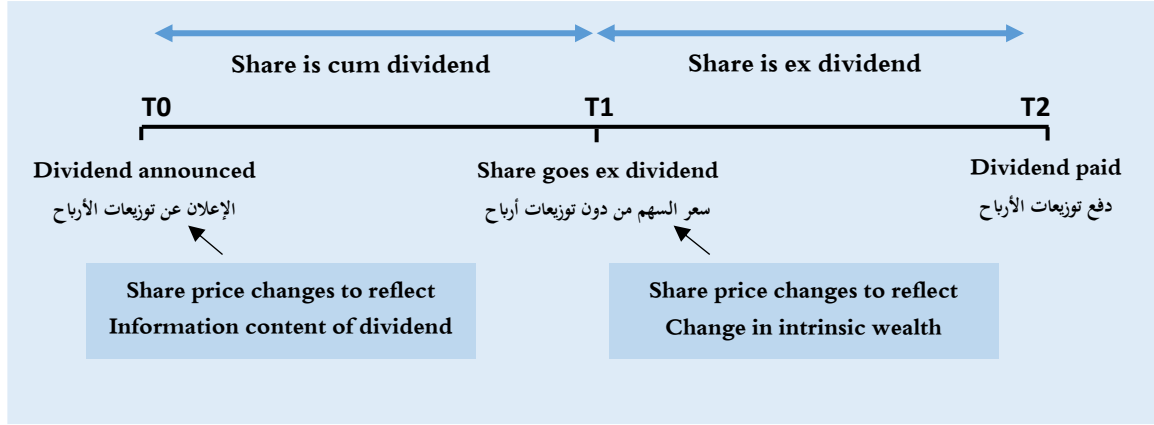 Share is cum dividend
Share is ex dividend
T0
T1
T2
Dividend announced
Share goes ex dividend
Dividend paid
الإعلان عن توزيعات الأرباح
سعر السهم من دون توزيعات أرباح
دفع توزيعات الأرباح
Share price changes to reflect
Information content of dividend
Share price changes to reflect
Change in intrinsic wealth